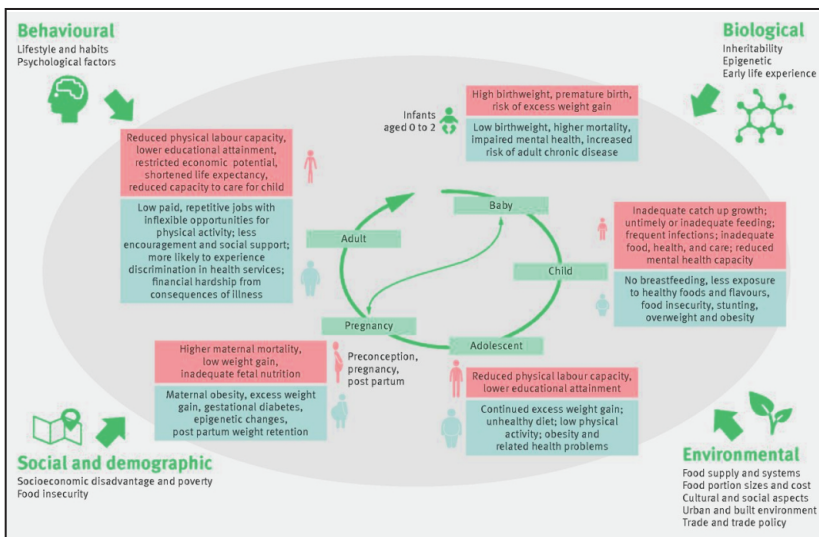 Behavioural
Lifestyle and habits
Psychological factors
Biological
Inheritability
Epigenetic
Early life experience
Infants
aged 0 to 2
High birthweight, premature birth,
risk of excess weight gain
Low birthweight, higher mortality,
impaired mental health, increased
risk of adult chronic disease
Reduced physical labour capacity,
lower educational attainment,
restricted economic potential,
shortened life expectancy,
reduced capacity to care for child
Low paid, repetitive jobs with
inflexible opportunities for
physical activity; less
encouragement and social support;
more likely to experience
discrimination in health services;
financial hardship from
consequences of illness
Baby
Adult
Child
Pregnancy
Adolescent
Inadequate catch up growth;
untimely or inadequate feeding;
frequent infections; inadequate
food, health, and care; reduced
mental health capacity
No breastfeeding, less exposure
to healthy foods and flavours,
food insecurity, stunting,
overweight and obesity
Higher maternal mortality,
low weight gain,
inadequate fetal nutrition
Maternal obesity, excess weight
gain, gestational diabetes,
epigenetic changes,
post partum weight retention
Preconception,
pregnancy,
post partum
Reduced physical labour capacity,
lower educational attainment
Continued excess weight gain;
unhealthy diet; low physical
activity; obesity and
related health problems
Social and demographic
Socioeconomic disadvantage and poverty
Food insecurity
Environmental
Food supply and systems
Food portion sizes and cost
Cultural and social aspects
Urban and built environment
Trade and trade policy